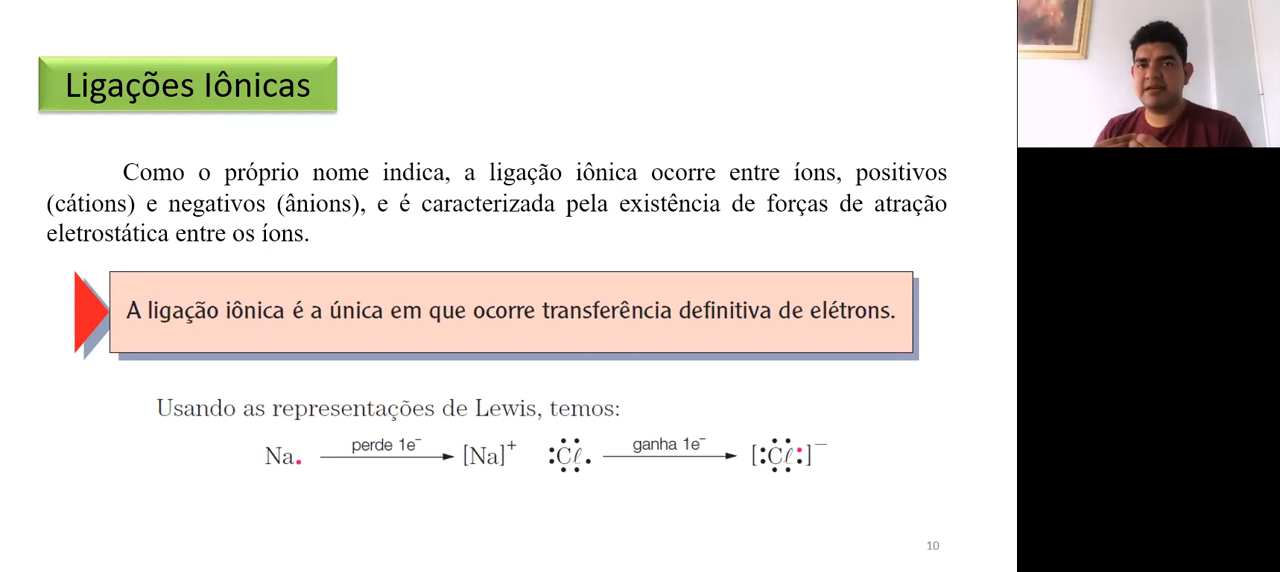 Ligações Iônicas
Como o próprio nome indica, a ligação iônica ocorre entre íons, positivos
(cátions) e negativos (ânions), e é caracterizada pela existência de forças de atração
eletrostática entre os íons.
A ligação iônica é a única em que ocorre transferência definitiva de elétrons.
Usando as representações de Lewis, temos:
Na. perde 1e⁻ [Na]⁺ :Cℓ. ganha 1e⁻ [:Cℓ:]⁻
10